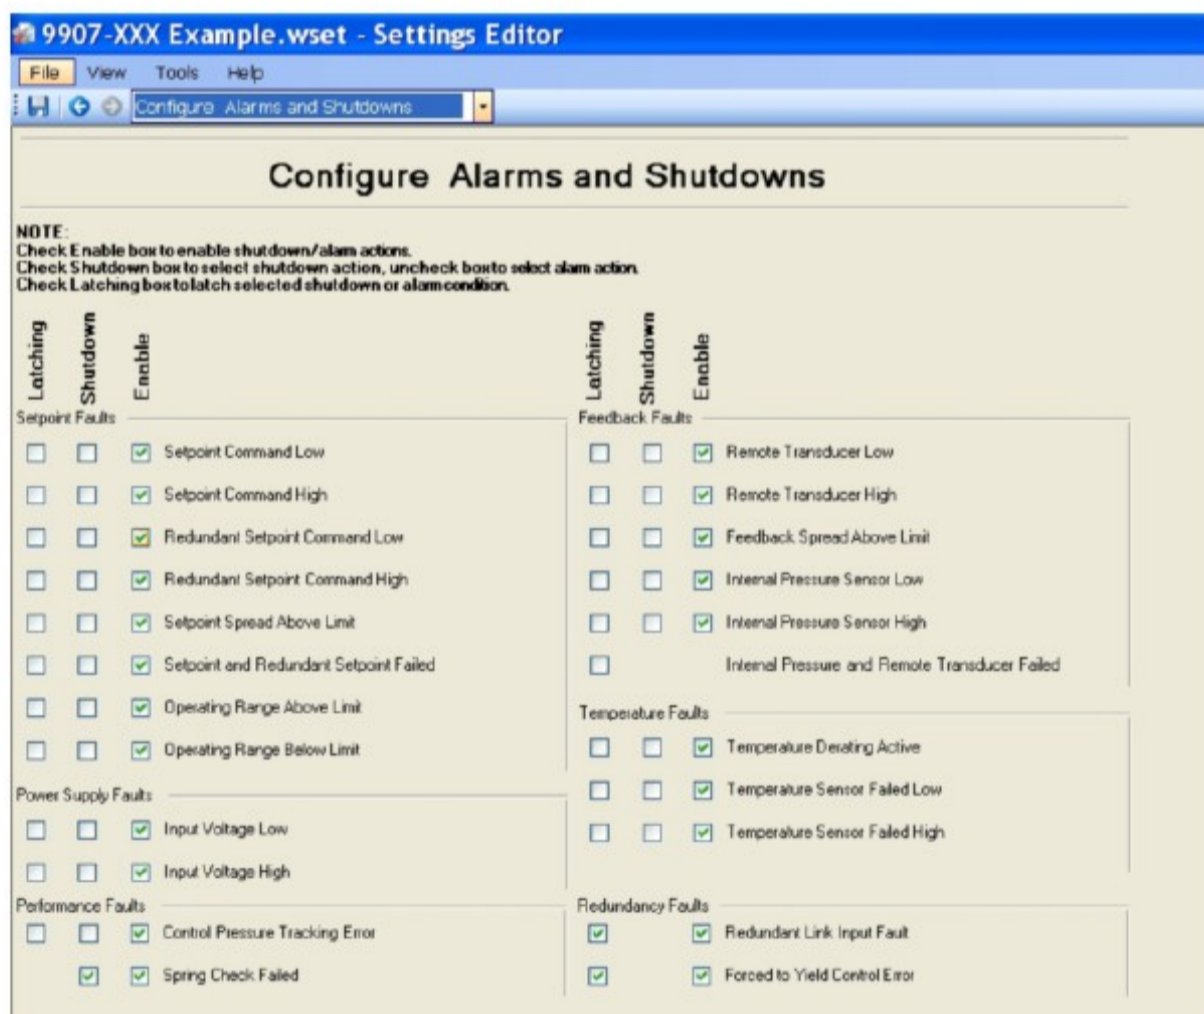 9907-XXX Example.wset - Settings Editor
File View Tools Help
Configure Alarms and Shutdowns
Configure Alarms and Shutdowns
NOTE:
Check Enable box to enable shutdown/alarm actions.
Check Shutdown box to select shutdown action, uncheck box to select alarm action.
Check Latching box to latch selected shutdown or alarm condition.
Latching Shutdown Enable
Setpoint Faults
Setpoint Command Low
Setpoint Command High
Redundant Setpoint Command Low
Redundant Setpoint Command High
Setpoint Spread Above Limit
Setpoint and Redundant Setpoint Failed
Operating Range Above Limit
Operating Range Below Limit
Power Supply Faults
Input Voltage Low
Input Voltage High
Performance Faults
Control Pressure Tracking Error
Spring Check Failed
Latching Shutdown Enable
Feedback Faults
Remote Transducer Low
Remote Transducer High
Feedback Spread Above Limit
Internal Pressure Sensor Low
Internal Pressure Sensor High
Internal Pressure and Remote Transducer Failed
Temperature Faults
Temperature Derating Active
Temperature Sensor Failed Low
Temperature Sensor Failed High
Redundancy Faults
Redundant Link Input Fault
Forced to Yield Control Error